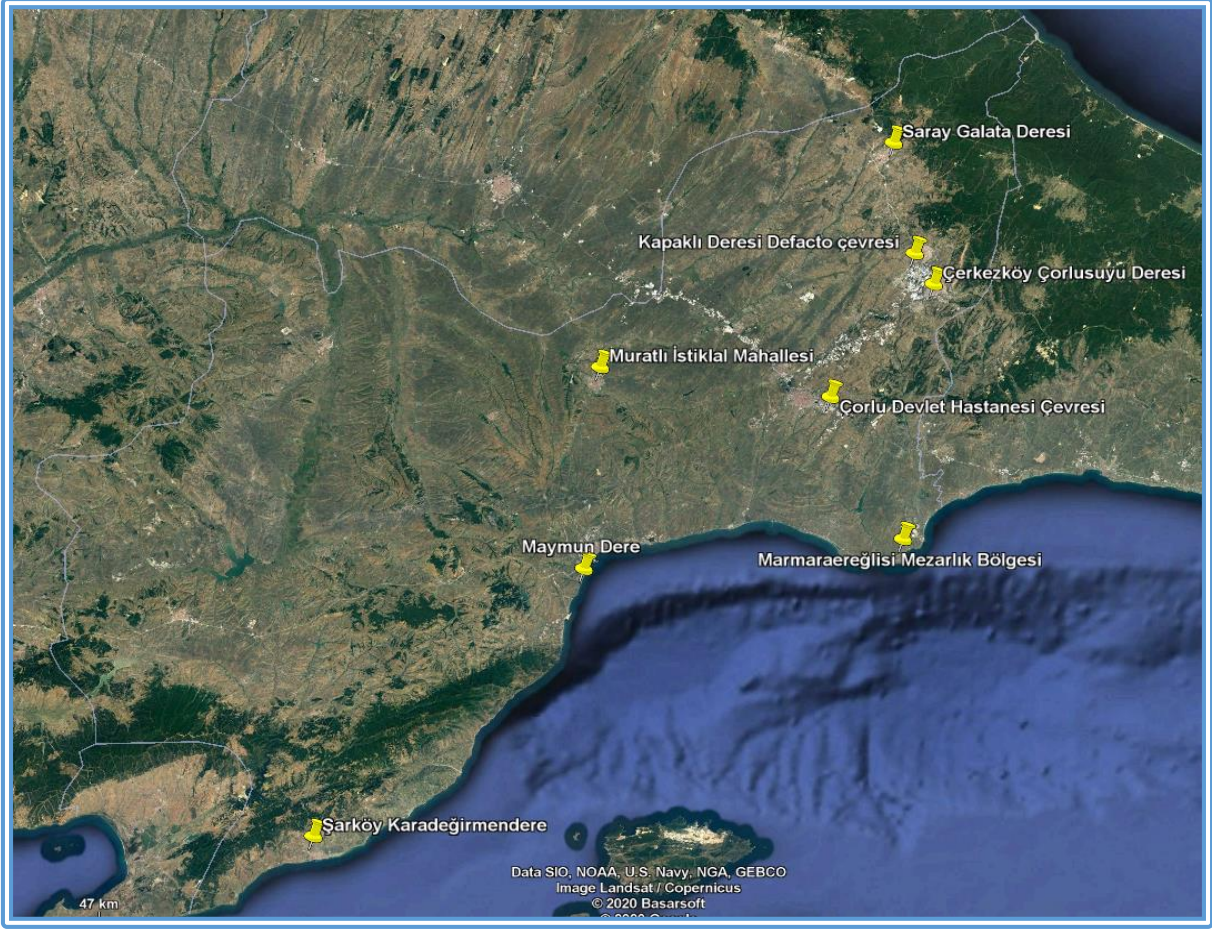 Saray Galata Deresi
Kapaklı Deresi Defacto çevresi
Çerkezköy Çorlusuyu Deresi
Muratlı İstiklal Mahallesi
Çorlu Devlet Hastanesi Çevresi
Maymun Dere
Marmaraereğlisi Mezarlık Bölgesi
Şarköy Karadeğirmendere
Data SIO, NOAA, U.S. Navy, NGA, GEBCO
Image Landsat / Copernicus
© 2020 Basarsoft
47 km